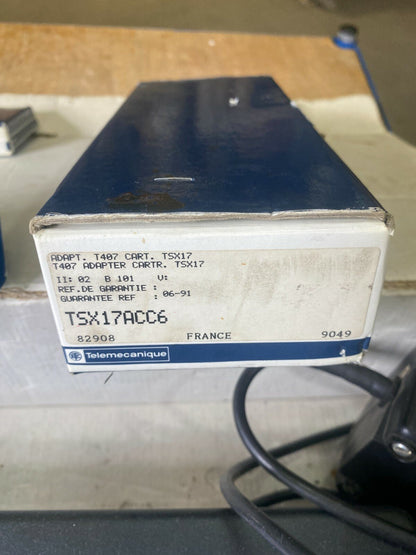 ADAPT. T407 CART. TSX17
T407 ADAPTER CARTR. TSX17
II: 02 B 101 V:
REF.DE GARANTIE :
GUARANTEE REF : 06-91
TSX17ACC6
82908 FRANCE 9049
Telemecanique